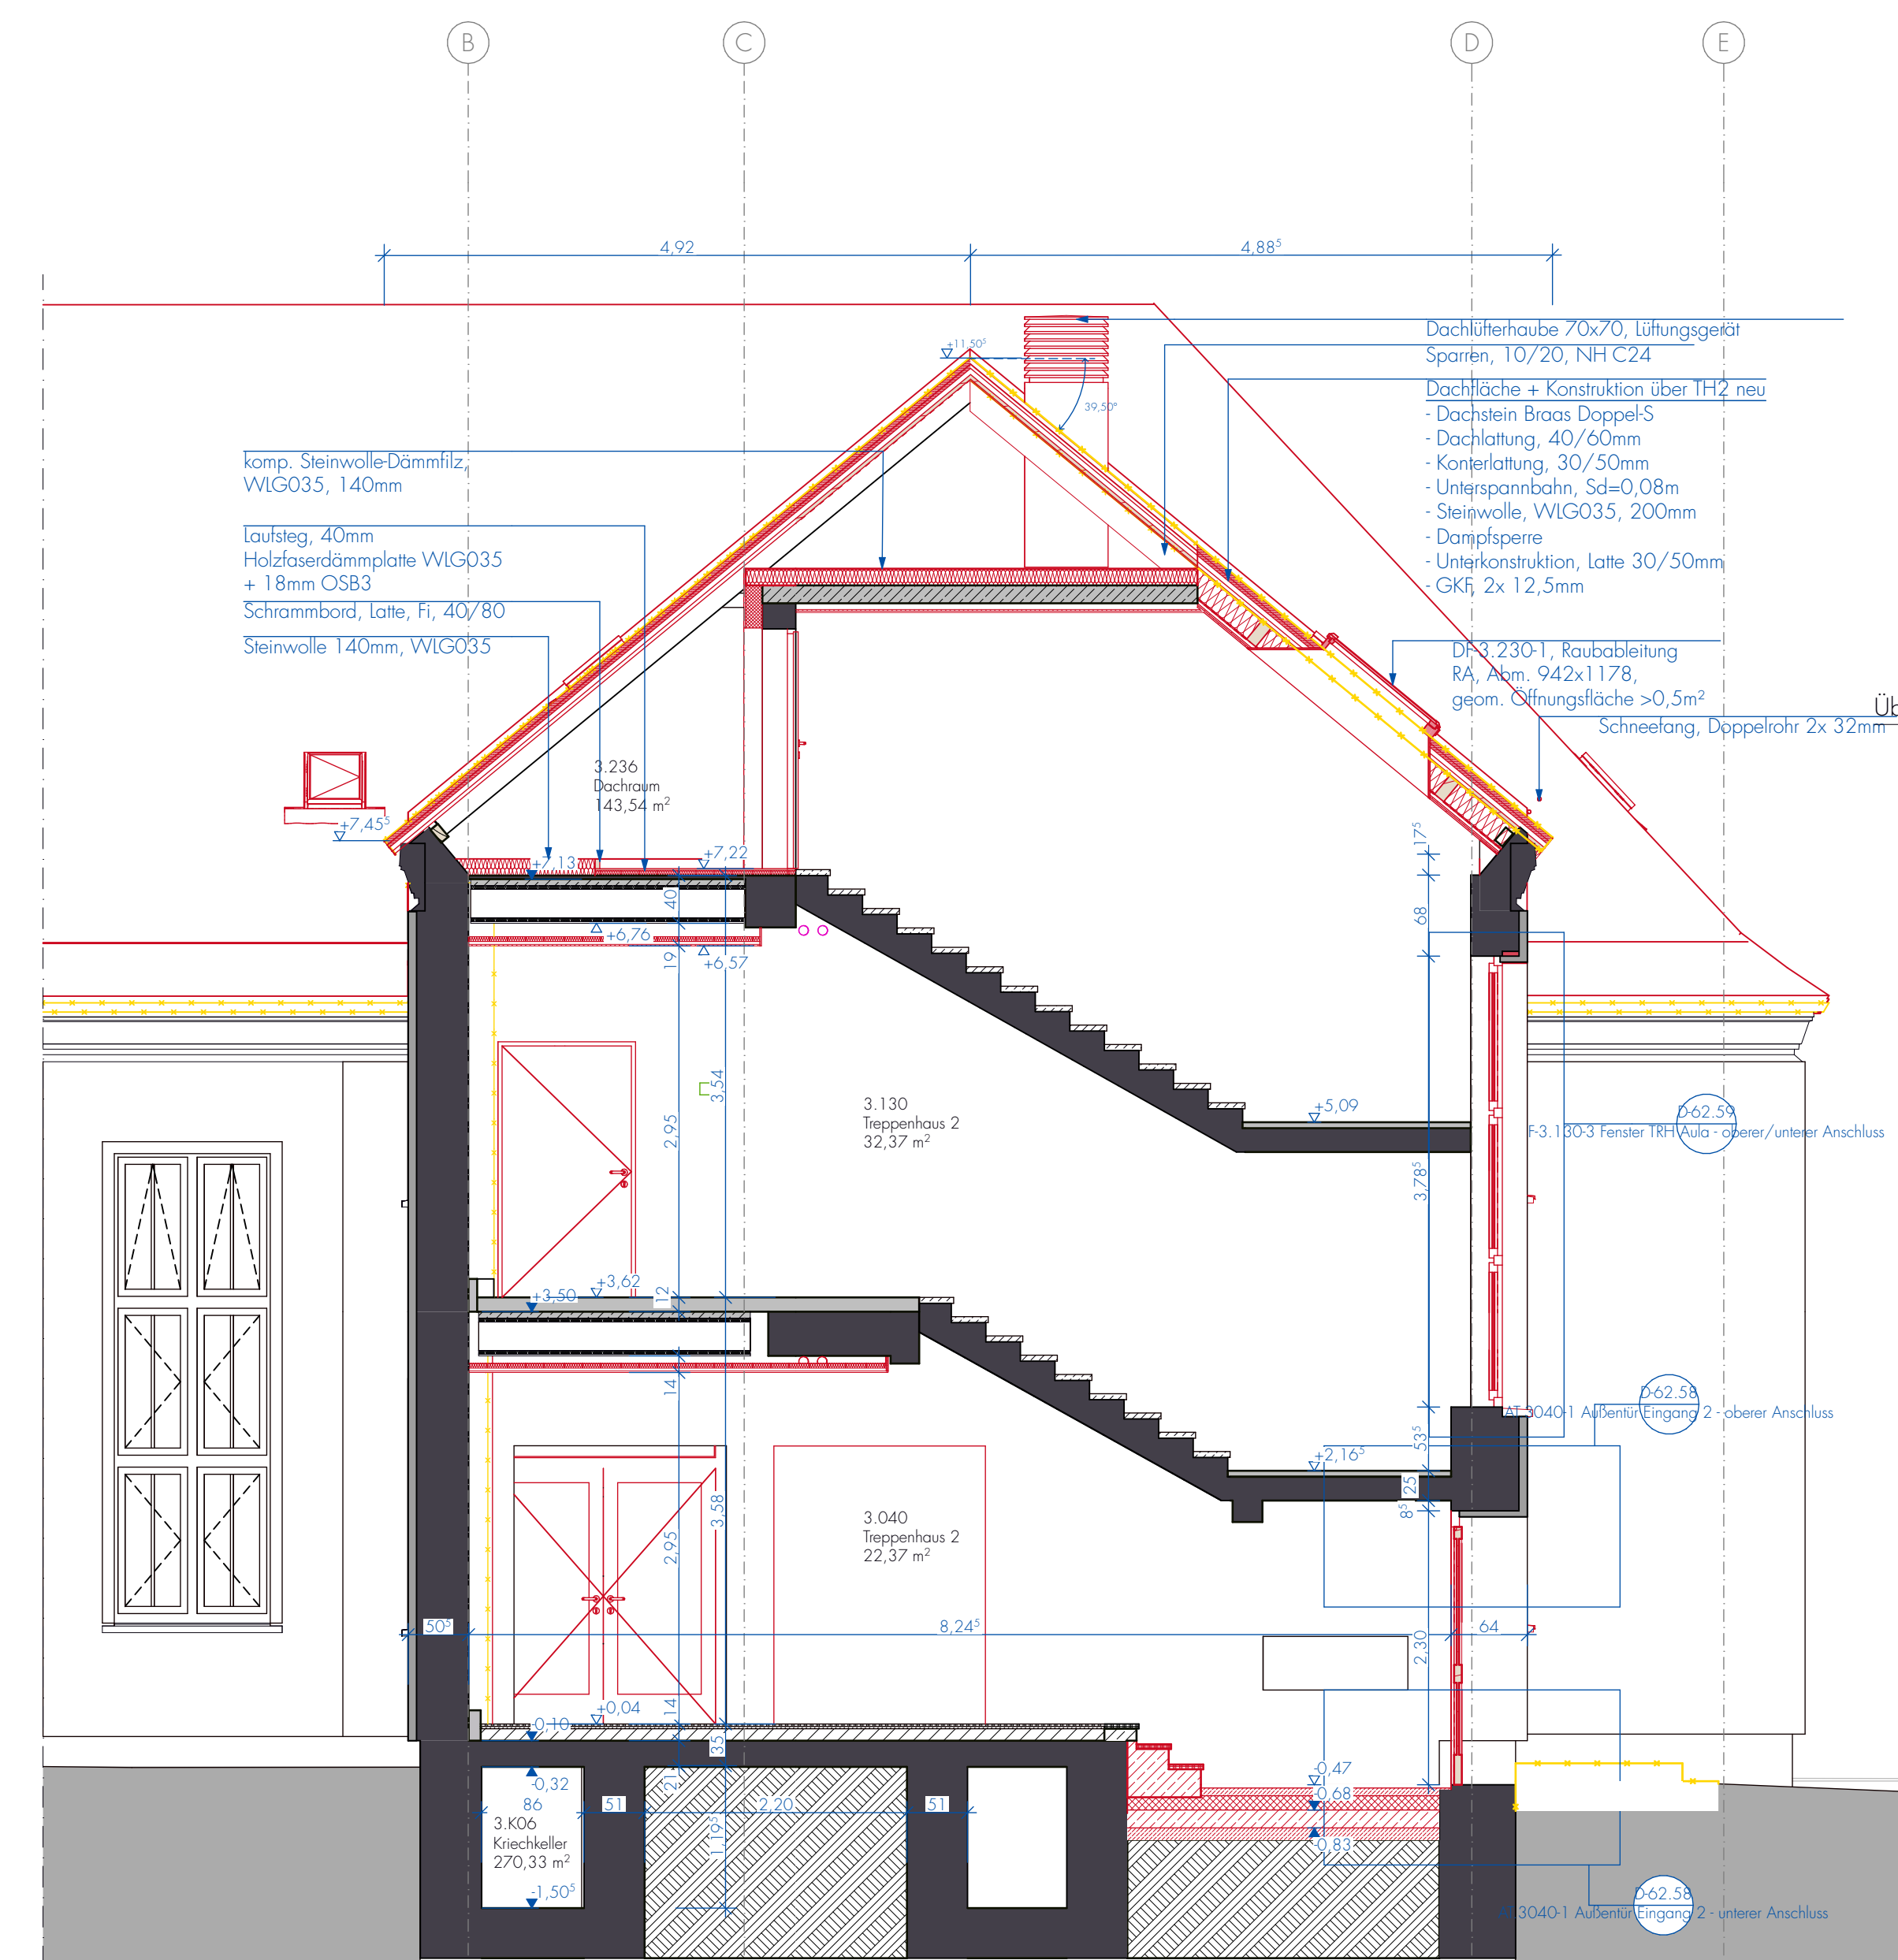 B
C
D
E
4,92
4,88⁵
Dachlüfterhaube 70x70, Lüftungsgerät
Sparren, 10/20, NH C24
+11,50⁵
39,50°
Dachfläche + Konstruktion über TH2 neu
- Dachstein Braas Doppel-S
- Dachlattung, 40/60mm
- Konterlattung, 30/50mm
- Unterspannbahn, Sd=0,08m
- Steinwolle, WLG035, 200mm
- Dampfsperre
- Unterkonstruktion, Latte 30/50mm
- GKF, 2x 12,5mm
komp. Steinwolle-Dämmfilz,
WLG035, 140mm
Laufsteg, 40mm
Holzfaserdämmplatte WLG035
+ 18mm OSB3
Schrammbord, Latte, Fi, 40/80
Steinwolle 140mm, WLG035
DF-3.230-1, Raubableitung
RA, Abm. 942x1178,
geom. Öffnungsfläche >0,5m²
Üb
Schneefang, Doppelrohr 2x 32mm
3.236
Dachraum
143,54 m²
+7,45⁵
+7,13
+7,22
17⁵
40
68
+6,76
+6,57
19
3,54
2,95
3.130
Treppenhaus 2
32,37 m²
+5,09
D-62.59
F-3.130-3 Fenster TRH Aula - oberer/unterer Anschluss
3,78⁵
+3,62
+3,50
12
14
D-62.58
AT 3040-1 Außentür Eingang 2 - oberer Anschluss
53⁵
+2,16⁵
25
8⁵
3,58
2,95
3.040
Treppenhaus 2
22,37 m²
50⁵
8,24⁵
64
2,30
+0,04
14
-0,10
35
-0,32
21
-0,47
-0,68
-0,83
86
51
2,20
51
3.K06
Kriechkeller
270,33 m²
1,19⁵
-1,50⁵
D-62.58
3040-1 Außentür Eingang 2 - unterer Anschluss